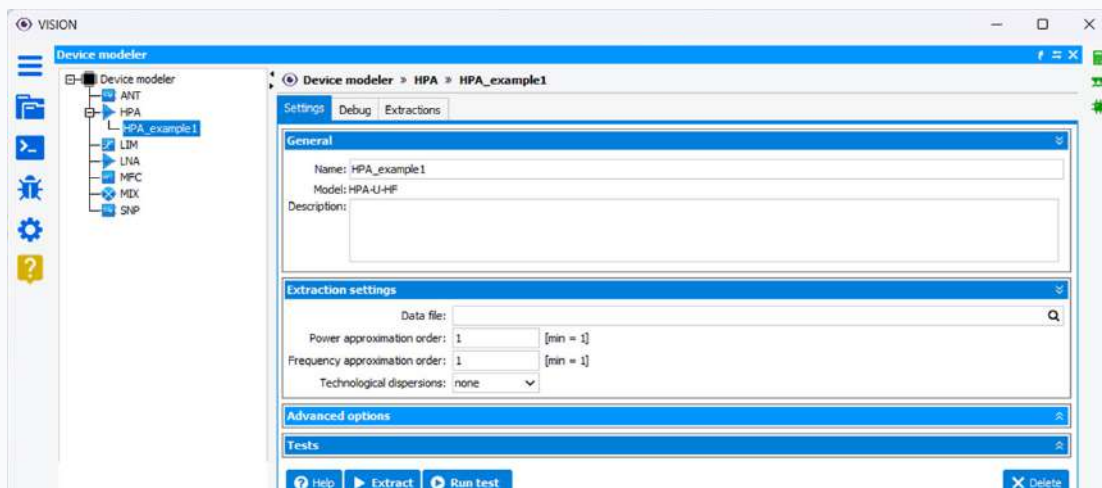 VISION
Device modeler
Device modeler
ANT
HPA
HPA_example1
LIM
LNA
MFC
MIX
SNP
Device modeler » HPA » HPA_example1
Settings Debug Extractions
General
Name: HPA_example1
Model: HPA-U-HF
Description:
Extraction settings
Data file:
Power approximation order: 1 [min = 1]
Frequency approximation order: 1 [min = 1]
Technological dispersions: none
Advanced options
Tests
Help Extract Run test Delete